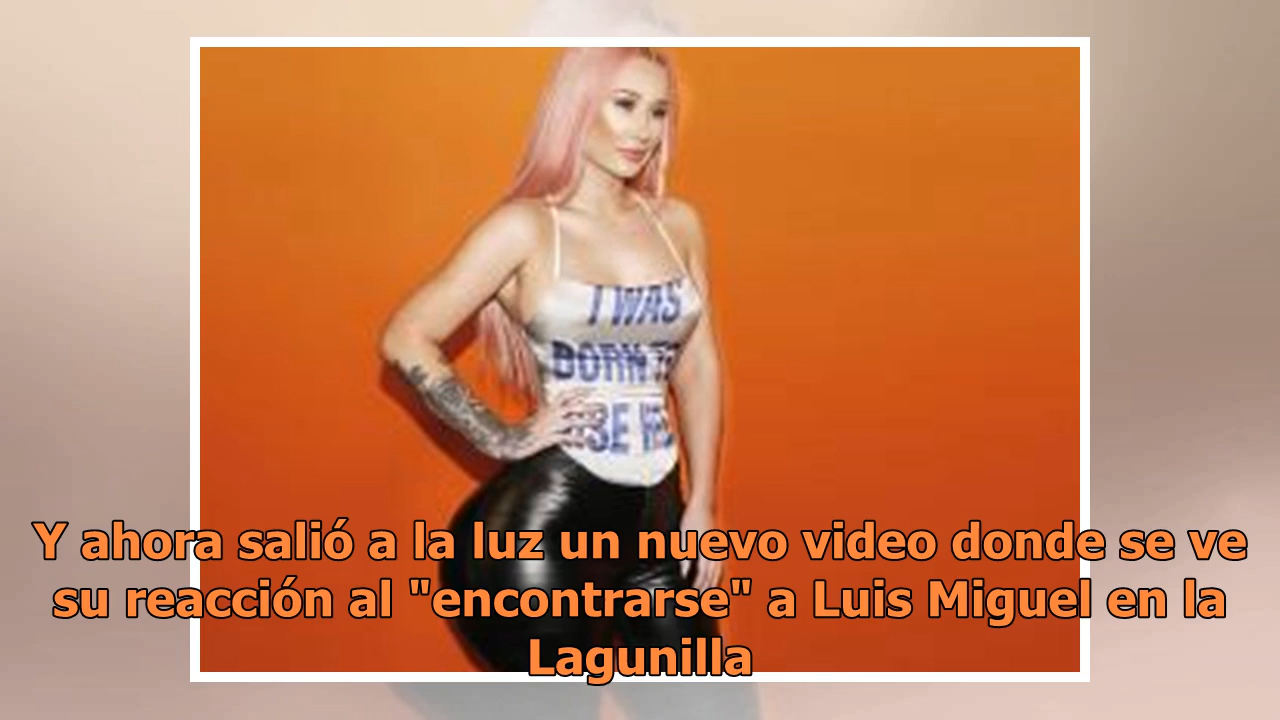 I WAS
BORN
BE
Y ahora salió a la luz un nuevo video donde se ve
su reacción al "encontrarse" a Luis Miguel en la
Lagunilla